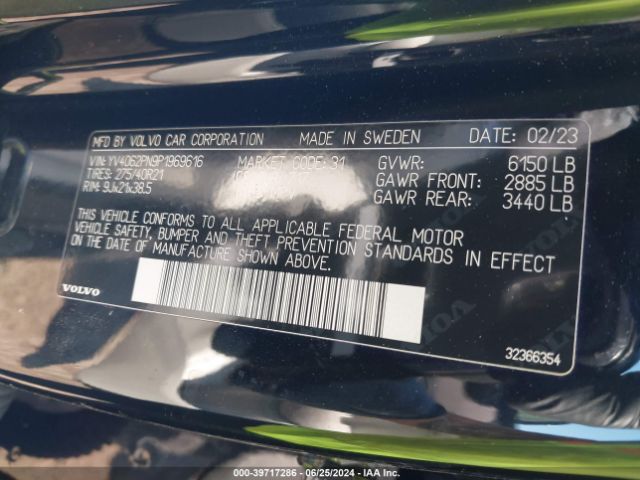 MFD BY VOLVO CAR CORPORATION MADE IN SWEDEN DATE: 02/23
VIN: YV4062PN9P1969616 MARKET CODE: 31 GVWR: 6150 LB
TIRES: 275/40R21 GAWR FRONT: 2885 LB
RIM: 9Jx21x38.5 GAWR REAR: 3440 LB
THIS VEHICLE CONFORMS TO ALL APPLICABLE FEDERAL MOTOR
VEHICLE SAFETY, BUMPER AND THEFT PREVENTION STANDARDS IN EFFECT
ON THE DATE OF MANUFACTURE SHOWN ABOVE.
VOLVO
32366354
000-39717286 - 06/25/2024 - IAA Inc.